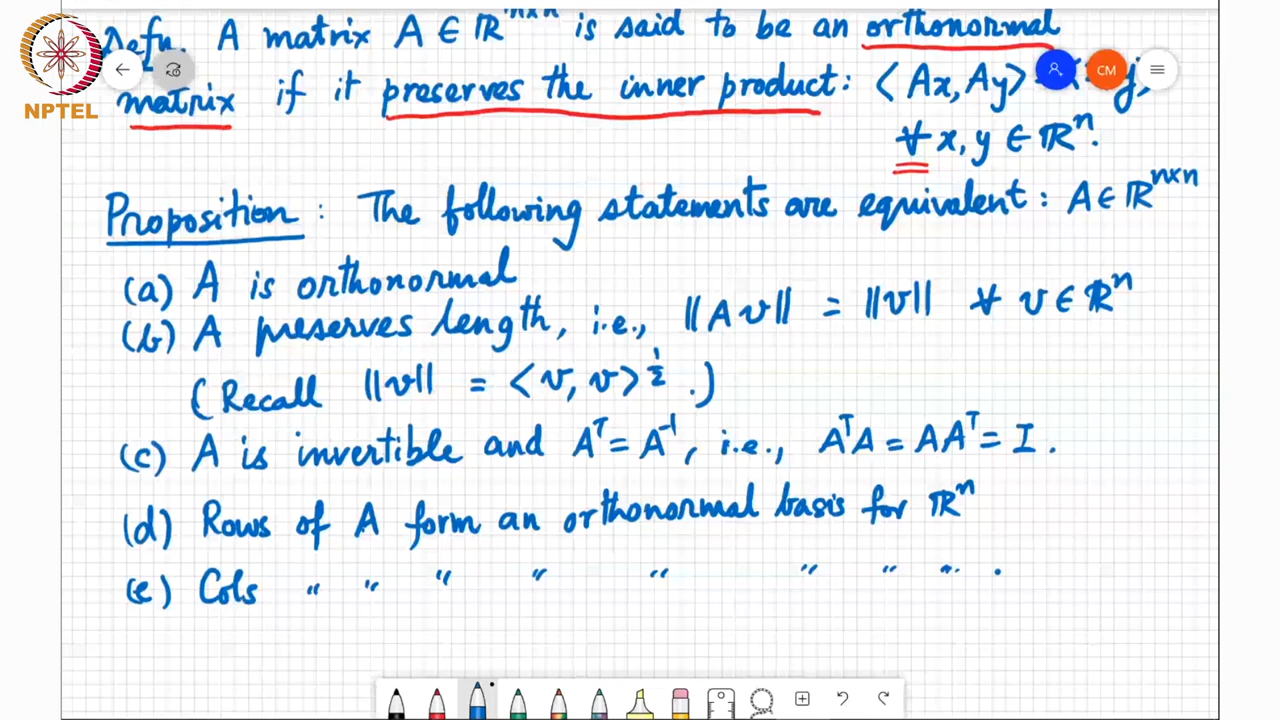 Defn. A matrix A ∈ ℝⁿˣⁿ is said to be an orthonormal
matrix if it preserves the inner product: ⟨Ax, Ay⟩ y⟩
∀ x, y ∈ ℝⁿ.
Proposition: The following statements are equivalent: A ∈ ℝⁿˣⁿ
(a) A is orthonormal
(b) A preserves length, i.e., ||Av|| = ||v|| ∀ v ∈ ℝⁿ
(Recall ||v|| = ⟨v, v⟩^½.)
(c) A is invertible and Aᵀ = A⁻¹, i.e., AᵀA = AAᵀ = I.
(d) Rows of A form an orthonormal basis for ℝⁿ
(e) Cols " " " " " " " " .
NPTEL
CM